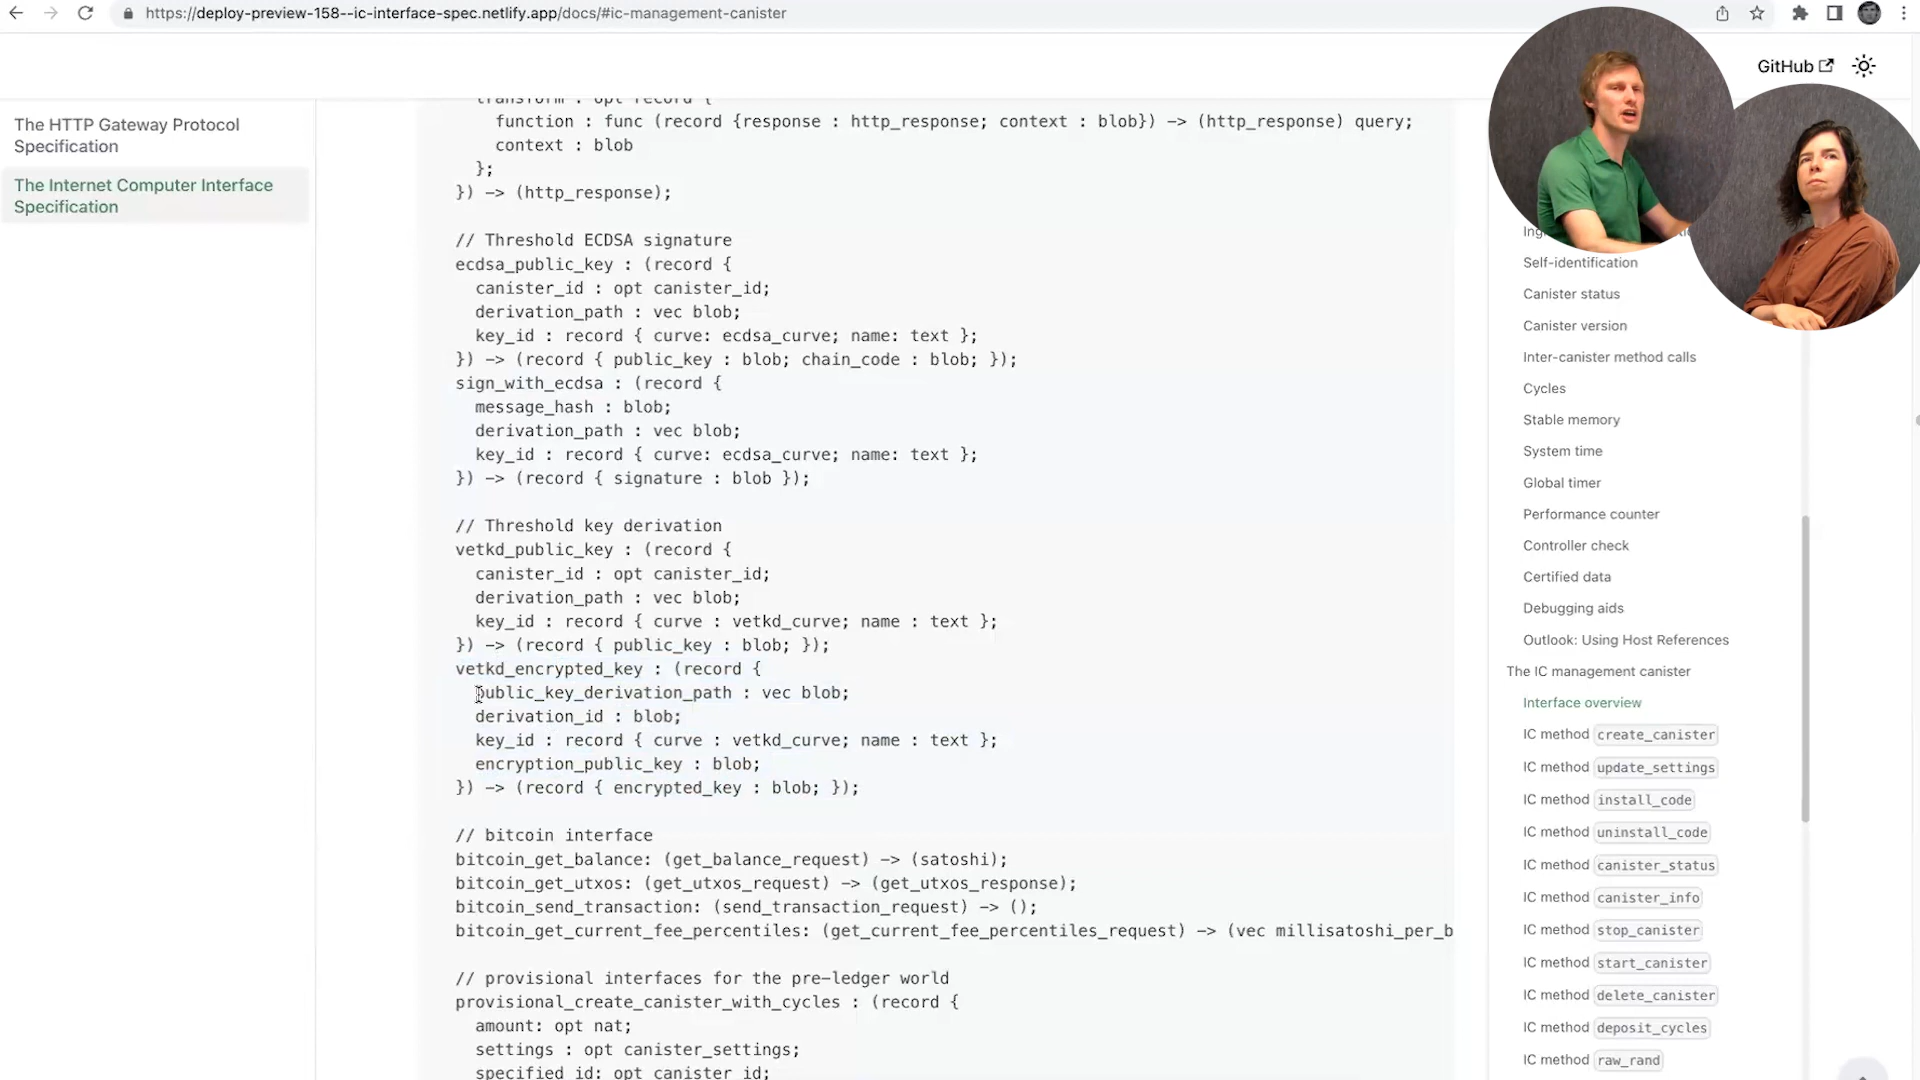 https://deploy-preview-158--ic-interface-spec.netlify.app/docs/#ic-management-canister
GitHub
The HTTP Gateway Protocol
Specification
The Internet Computer Interface
Specification
transform : opt record {
function : func (record {response : http_response; context : blob}) -> (http_response) query;
context : blob
};
}) -> (http_response);
// Threshold ECDSA signature
ecdsa_public_key : (record {
canister_id : opt canister_id;
derivation_path : vec blob;
key_id : record { curve: ecdsa_curve; name: text };
}) -> (record { public_key : blob; chain_code : blob; });
sign_with_ecdsa : (record {
message_hash : blob;
derivation_path : vec blob;
key_id : record { curve: ecdsa_curve; name: text };
}) -> (record { signature : blob });
// Threshold key derivation
vetkd_public_key : (record {
canister_id : opt canister_id;
derivation_path : vec blob;
key_id : record { curve : vetkd_curve; name : text };
}) -> (record { public_key : blob; });
vetkd_encrypted_key : (record {
public_key_derivation_path : vec blob;
derivation_id : blob;
key_id : record { curve : vetkd_curve; name : text };
encryption_public_key : blob;
}) -> (record { encrypted_key : blob; });
// bitcoin interface
bitcoin_get_balance: (get_balance_request) -> (satoshi);
bitcoin_get_utxos: (get_utxos_request) -> (get_utxos_response);
bitcoin_send_transaction: (send_transaction_request) -> ();
bitcoin_get_current_fee_percentiles: (get_current_fee_percentiles_request) -> (vec millisatoshi_per_b
// provisional interfaces for the pre-ledger world
provisional_create_canister_with_cycles : (record {
amount: opt nat;
settings : opt canister_settings;
specified_id: opt canister_id;
Self-identification
Canister status
Canister version
Inter-canister method calls
Cycles
Stable memory
System time
Global timer
Performance counter
Controller check
Certified data
Debugging aids
Outlook: Using Host References
The IC management canister
Interface overview
IC method create_canister
IC method update_settings
IC method install_code
IC method uninstall_code
IC method canister_status
IC method canister_info
IC method stop_canister
IC method start_canister
IC method delete_canister
IC method deposit_cycles
IC method raw_rand